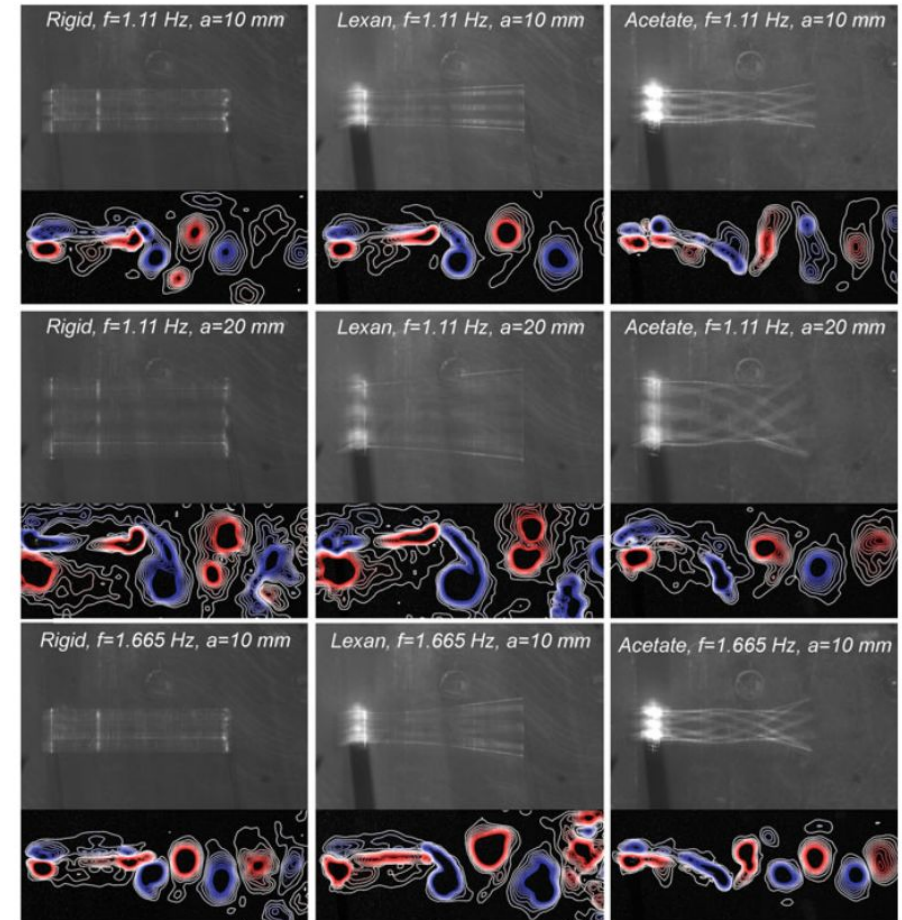 Rigid, f=1.11 Hz, a=10 mm
Lexan, f=1.11 Hz, a=10 mm
Acetate, f=1.11 Hz, a=10 mm
Rigid, f=1.11 Hz, a=20 mm
Lexan, f=1.11 Hz, a=20 mm
Acetate, f=1.11 Hz, a=20 mm
Rigid, f=1.665 Hz, a=10 mm
Lexan, f=1.665 Hz, a=10 mm
Acetate, f=1.665 Hz, a=10 mm